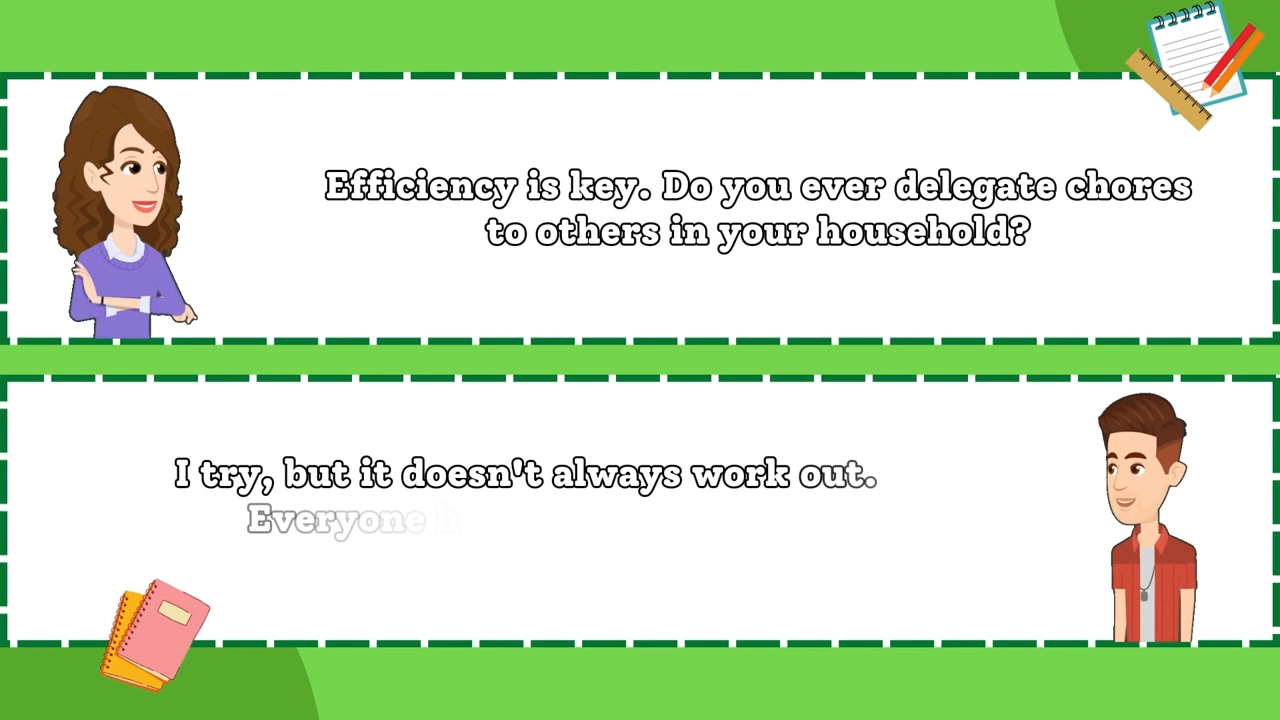 Efficiency is key. Do you ever delegate chores
to others in your household?
I try, but it doesn't always work out.
Everyone h